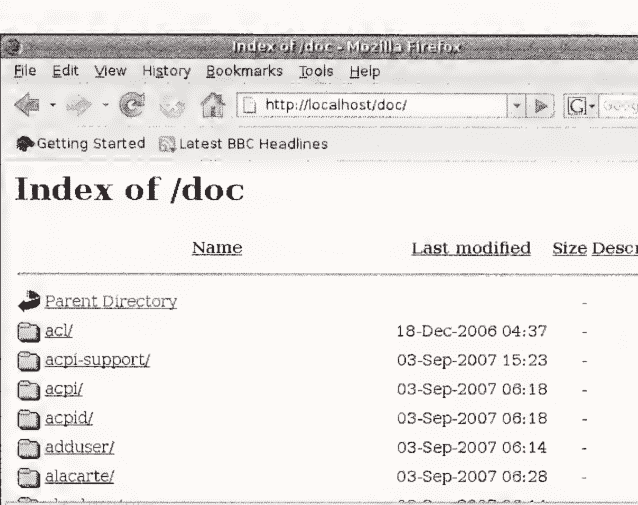 Index of /doc - Mozilla Firefox
File Edit View History Bookmarks Tools Help
http://localhost/doc/ G
Getting Started Latest BBC Headlines
Index of /doc
Name Last modified Size
Parent Directory -
acl/ 18-Dec-2006 04:37 -
acpi-support/ 03-Sep-2007 15:23 -
acpi/ 03-Sep-2007 06:18 -
acpid/ 03-Sep-2007 06:18 -
adduser/ 03-Sep-2007 06:14 -
alacarte/ 03-Sep-2007 06:28 -